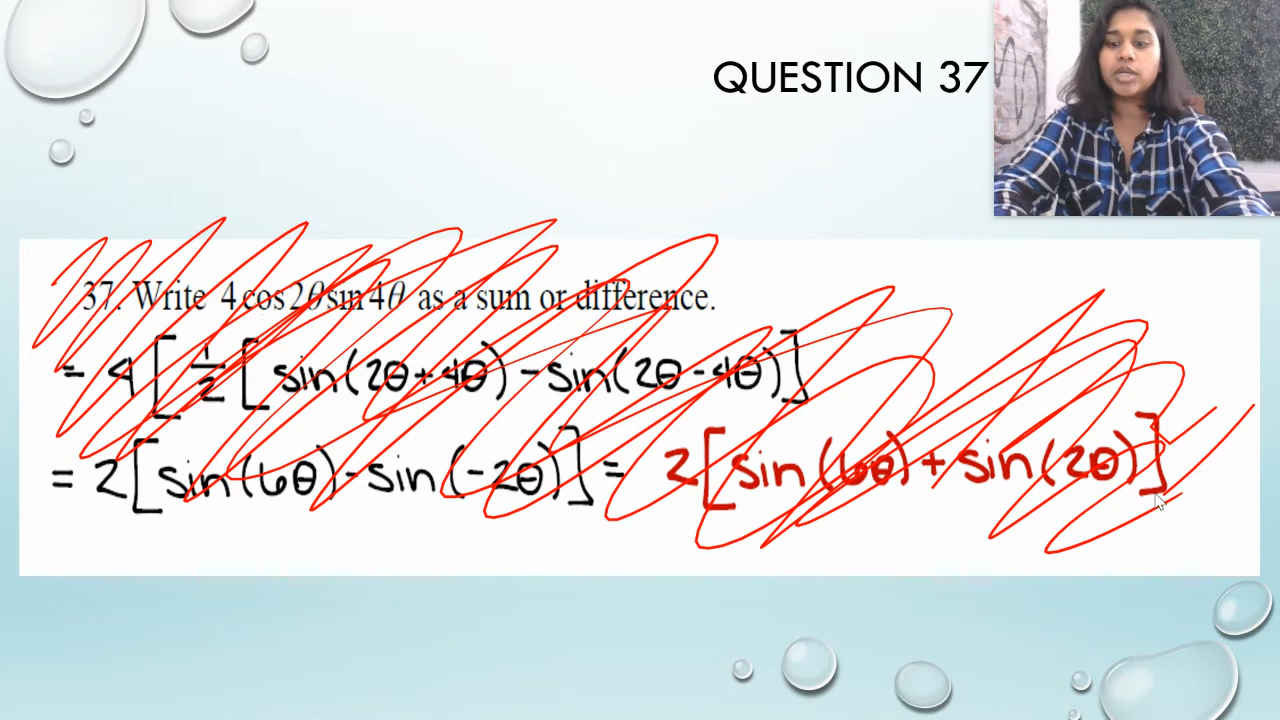 QUESTION 37
37. Write 4cos2θsin4θ as a sum or difference.
= 4[½[sin(2θ+4θ)-sin(2θ-4θ)]
= 2[sin(6θ)-sin(-2θ)] = 2[sin(6θ)+sin(2θ)]